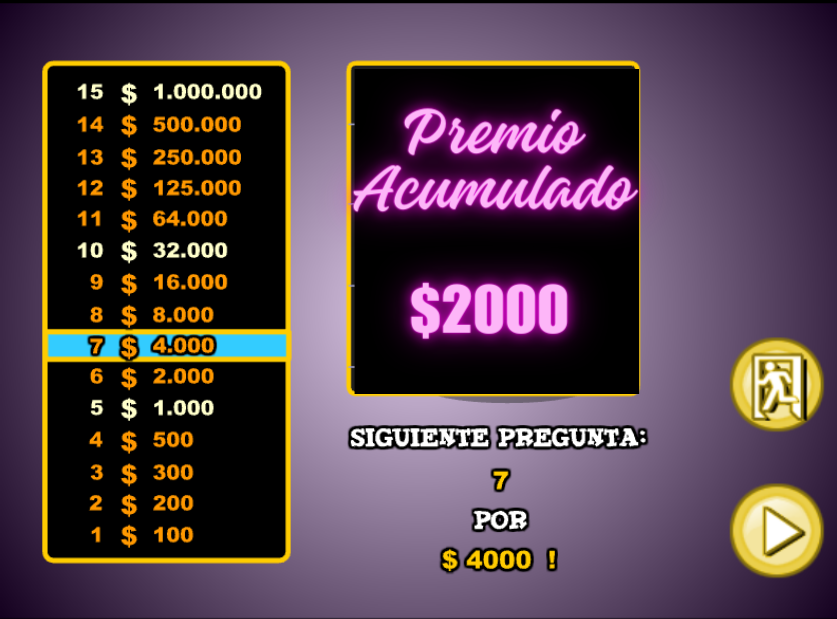 15 $ 1.000.000
14 $ 500.000
13 $ 250.000
12 $ 125.000
11 $ 64.000
10 $ 32.000
9 $ 16.000
8 $ 8.000
7 $ 4.000
6 $ 2.000
5 $ 1.000
4 $ 500
3 $ 300
2 $ 200
1 $ 100
Premio
Acumulado
$2000
SIGUIENTE PREGUNTA:
7
POR
$ 4000 !